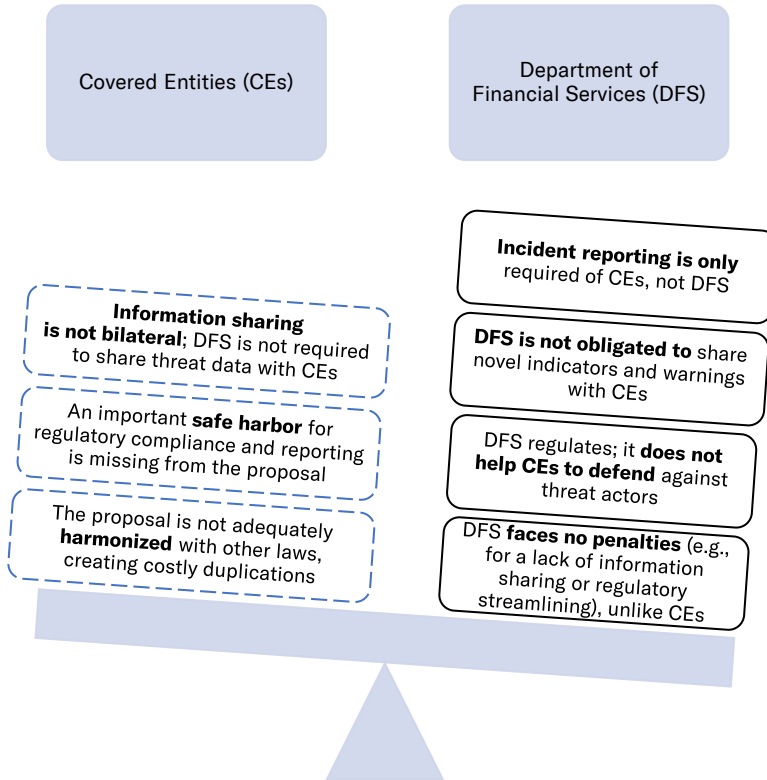 Covered Entities (CEs)
Department of
Financial Services (DFS)
Incident reporting is only
required of CEs, not DFS
Information sharing
is not bilateral; DFS is not required
to share threat data with CEs
DFS is not obligated to share
novel indicators and warnings
with CEs
An important safe harbor for
regulatory compliance and reporting
is missing from the proposal
DFS regulates; it does not
help CEs to defend against
threat actors
The proposal is not adequately
harmonized with other laws,
creating costly duplications
DFS faces no penalties (e.g.,
for a lack of information
sharing or regulatory
streamlining), unlike CEs